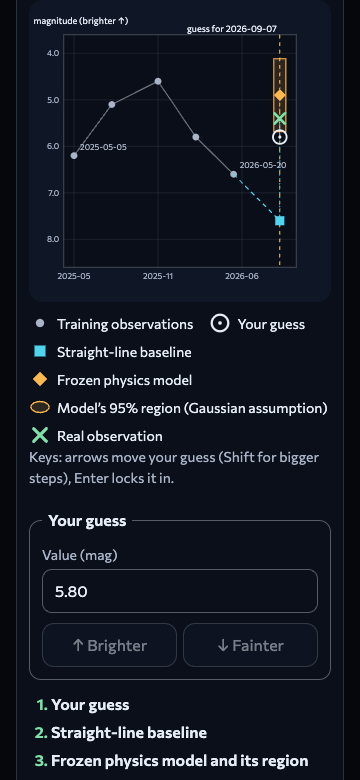 magnitude (brighter ↑)
guess for 2026-09-07
4.0
5.0
6.0
7.0
8.0
2025-05-05
2026-05-20
2025-05
2025-11
2026-06
Training observations
Your guess
Straight-line baseline
Frozen physics model
Model's 95% region (Gaussian assumption)
Real observation
Keys: arrows move your guess (Shift for bigger
steps), Enter locks it in.
Your guess
Value (mag)
5.80
↑ Brighter
↓ Fainter
1. Your guess
2. Straight-line baseline
3. Frozen physics model and its region